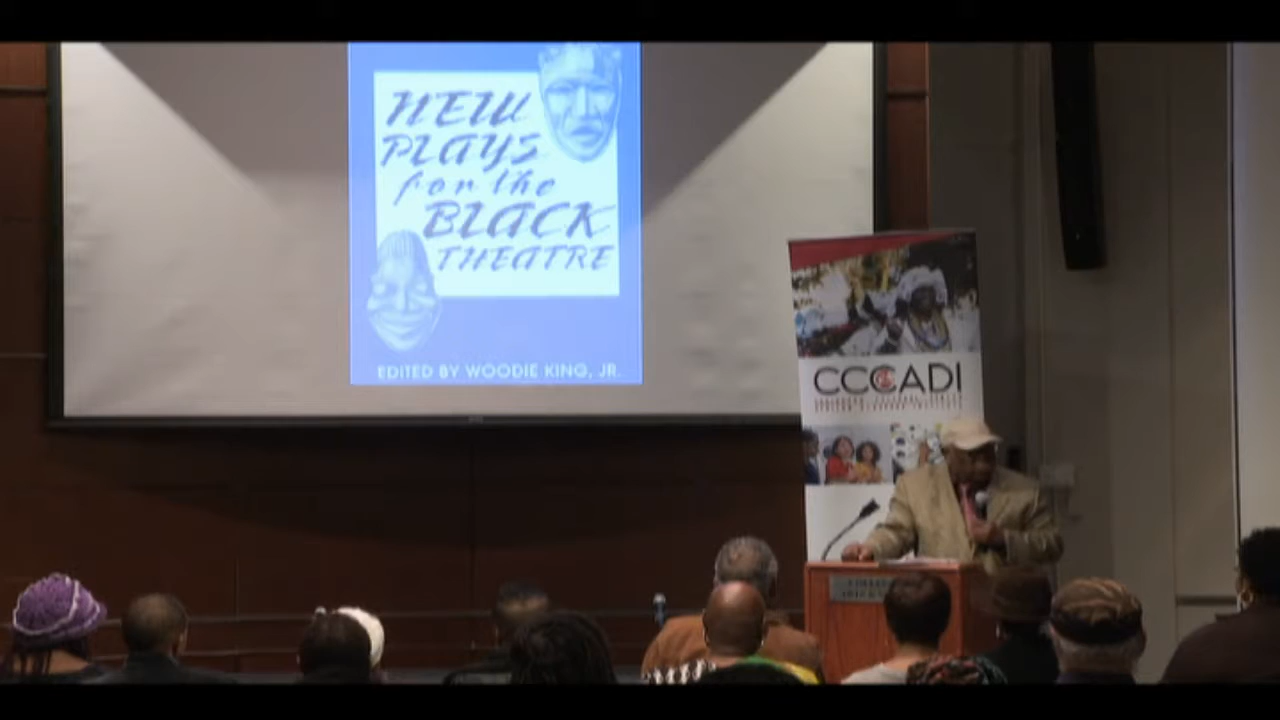 NEW
PLAYS
for the
BLACK
THEATRE
EDITED BY WOODIE KING, JR.
CCCADI